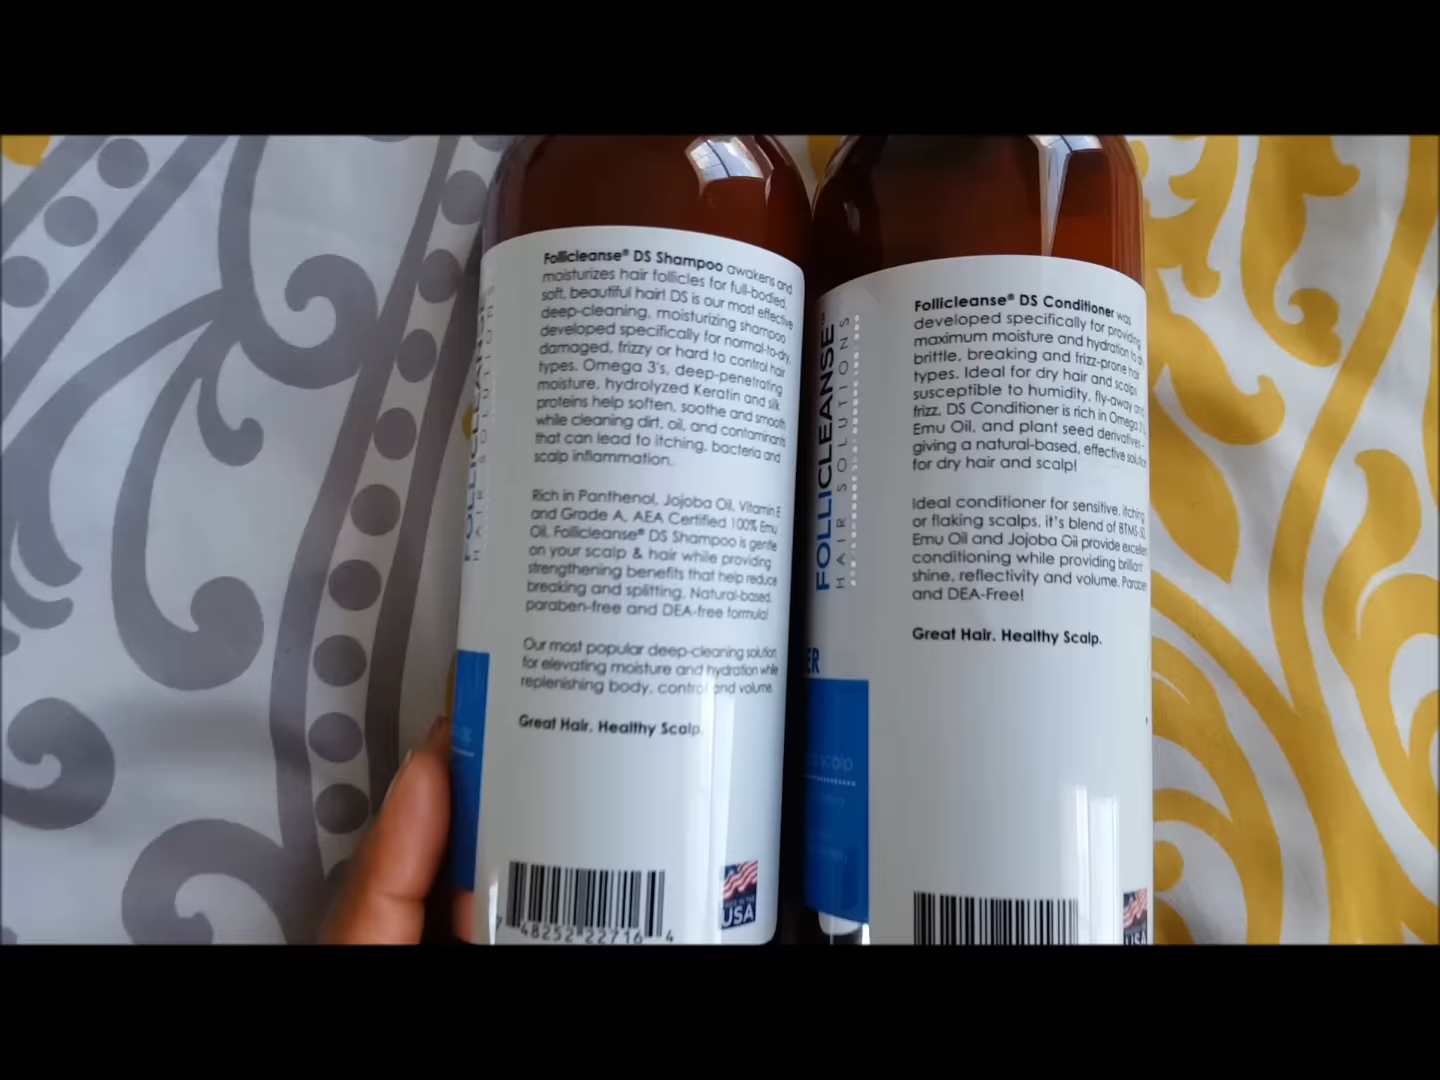 Follicleanse® DS Shampoo awakens and
moisturizes hair follicles for full-bodied,
soft, beautiful hair! DS is our most effective
deep-cleaning, moisturizing shampoo
developed specifically for normal-to-dry,
damaged, frizzy or hard to control hair
types. Omega 3's, deep-penetrating
moisture, hydrolyzed Keratin and silk
proteins help soften, soothe and smooth
while cleaning dirt, oil, and contaminants
that can lead to itching, bacteria and
scalp inflammation.
Rich in Panthenol, Jojoba Oil, Vitamin E
and Grade A, AEA Certified 100% Emu
Oil, Follicleanse® DS Shampoo is gentle
on your scalp & hair while providing
strengthening benefits that help reduce
breaking and splitting. Natural-based,
paraben-free and DEA-free formula!
Our most popular deep-cleaning solution
for elevating moisture and hydration while
replenishing body, control and volume.
Great Hair. Healthy Scalp.
7 48252 22716 4
USA
FOLLICLEANSE™
HAIR SOLUTIONS
ER
scalp
Follicleanse® DS Conditioner was
developed specifically for providing
maximum moisture and hydration to
brittle, breaking and frizz-prone hair
types. Ideal for dry hair and scalps
susceptible to humidity, fly-away
frizz. DS Conditioner is rich in Omega
Emu Oil, and plant seed derivatives-
giving a natural-based, effective solution
for dry hair and scalp!
Ideal conditioner for sensitive, itching
or flaking scalps, it's blend of BTMS-50,
Emu Oil and Jojoba Oil provide excellent
conditioning while providing brilliant
shine, reflectivity and volume. Paraben
and DEA-Free!
Great Hair. Healthy Scalp.
USA